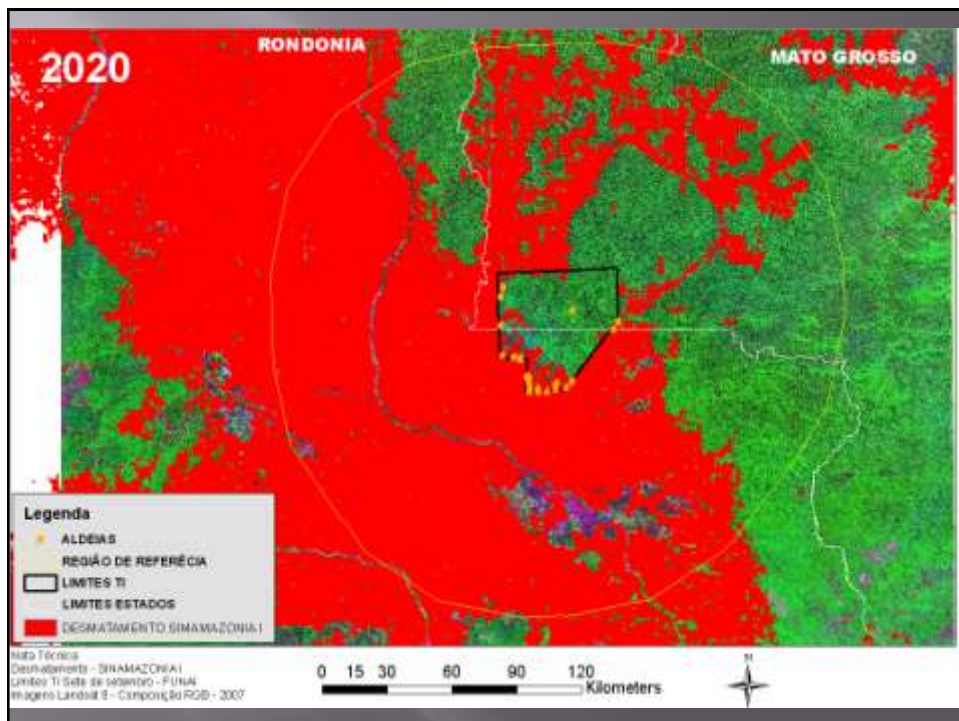 RONDONIA
MATO GROSSO
2020
Legenda
ALDEIAS
REGIÃO DE REFERÊCIA
LIMITES TI
LIMITES ESTADOS
DESMATAMENTO SIMAMAZONIA I
Nota Técnica
Desmatamento - SIMAMAZONIA I
Limites TI Sete de setembro - FUNAI
Imagens Landsat 5 - Composição RGB - 2007
0 15 30 60 90 120
Kilometers
N